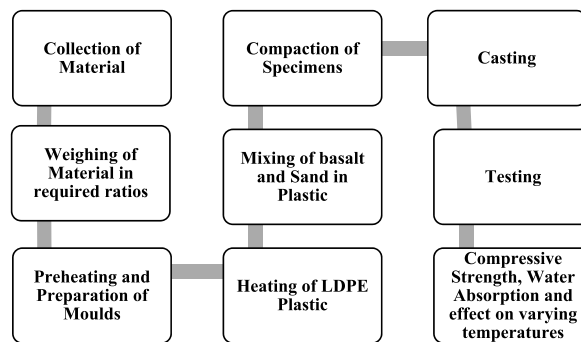 Collection of
Material
Weighing of
Material in
required ratios
Preheating and
Preparation of
Moulds
Heating of LDPE
Plastic
Mixing of basalt
and Sand in
Plastic
Compaction of
Specimens
Casting
Testing
Compressive
Strength, Water
Absorption and
effect on varying
temperatures